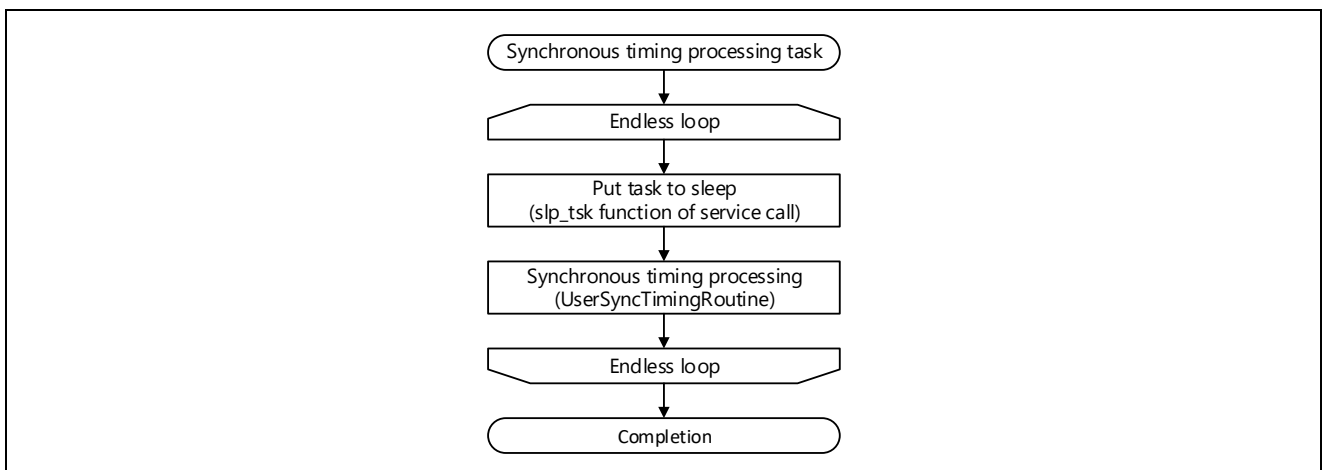 Synchronous timing processing task
Endless loop
Put task to sleep
(slp_tsk function of service call)
Synchronous timing processing
(UserSyncTimingRoutine)
Endless loop
Completion